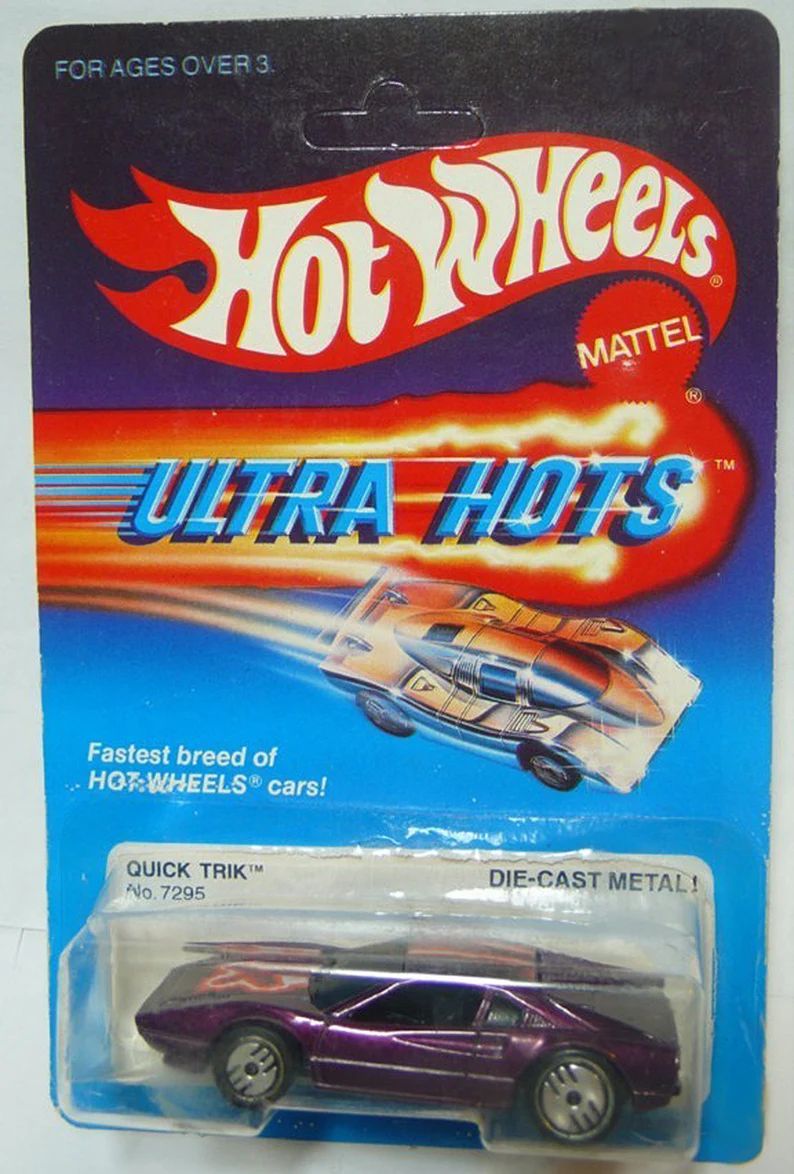 FOR AGES OVER 3.
HOT WHEELS®
MATTEL
®
ULTRA HOTS™
Fastest breed of
HOT WHEELS® cars!
QUICK TRIK™
No. 7295
DIE-CAST METAL!